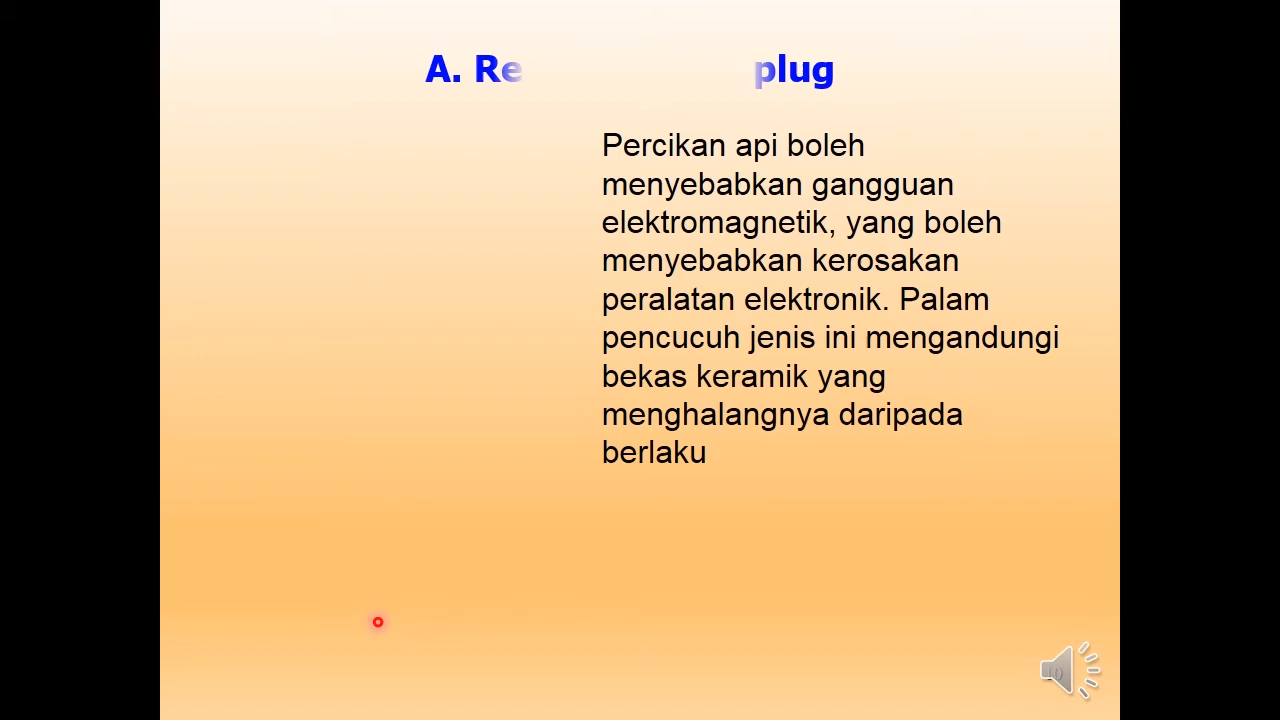 A. Re plug
Percikan api boleh
menyebabkan gangguan
elektromagnetik, yang boleh
menyebabkan kerosakan
peralatan elektronik. Palam
pencucuh jenis ini mengandungi
bekas keramik yang
menghalangnya daripada
berlaku
10